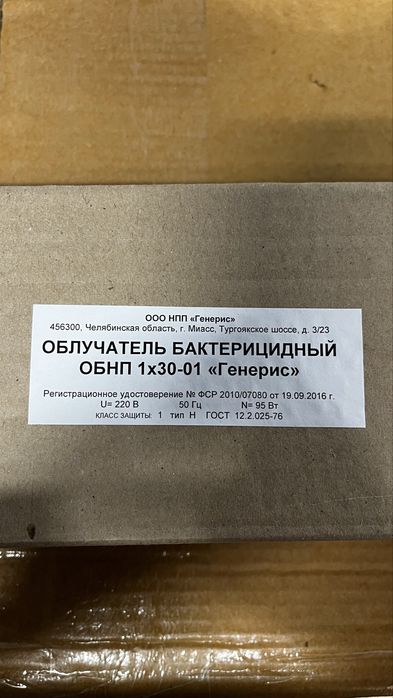 ООО НПП «Генерис»
456300, Челябинская область, г. Миасс, Тургоякское шоссе, д. 3/23
ОБЛУЧАТЕЛЬ БАКТЕРИЦИДНЫЙ
ОБНП 1х30-01 «Генерис»
Регистрационное удостоверение № ФСР 2010/07080 от 19.09.2016 г.
U= 220 В 50 Гц N= 95 Вт
КЛАСС ЗАЩИТЫ: 1 тип Н ГОСТ 12.2.025-76